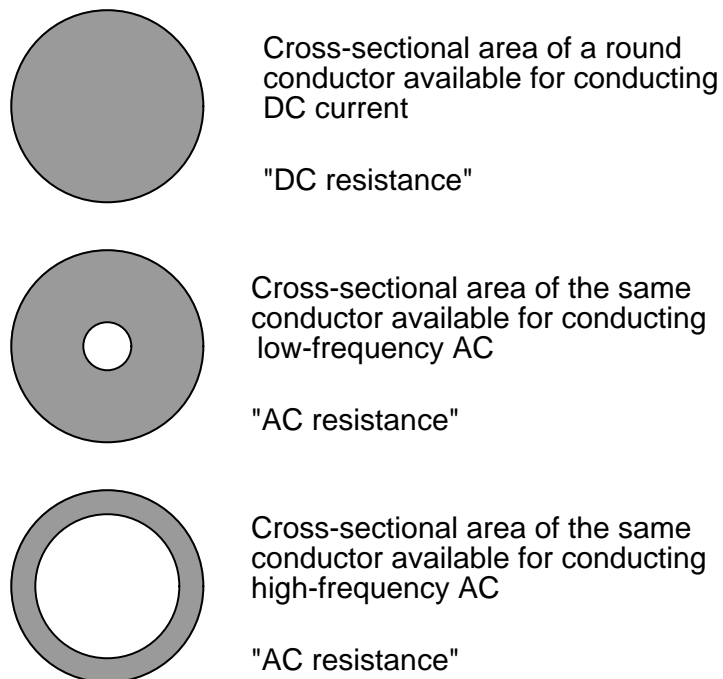 Cross-sectional area of a round
conductor available for conducting
DC current
"DC resistance"
Cross-sectional area of the same
conductor available for conducting
low-frequency AC
"AC resistance"
Cross-sectional area of the same
conductor available for conducting
high-frequency AC
"AC resistance"